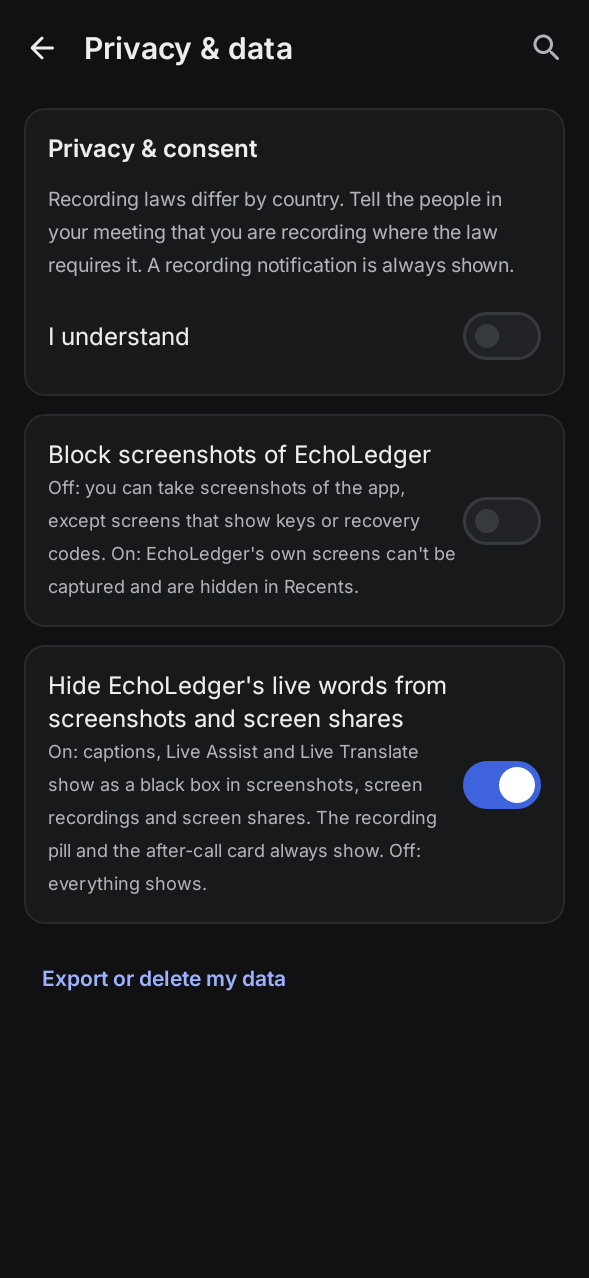 Privacy & data
Privacy & consent
Recording laws differ by country. Tell the people in
your meeting that you are recording where the law
requires it. A recording notification is always shown.
I understand
Block screenshots of EchoLedger
Off: you can take screenshots of the app,
except screens that show keys or recovery
codes. On: EchoLedger's own screens can't be
captured and are hidden in Recents.
Hide EchoLedger's live words from
screenshots and screen shares
On: captions, Live Assist and Live Translate
show as a black box in screenshots, screen
recordings and screen shares. The recording
pill and the after-call card always show. Off:
everything shows.
Export or delete my data